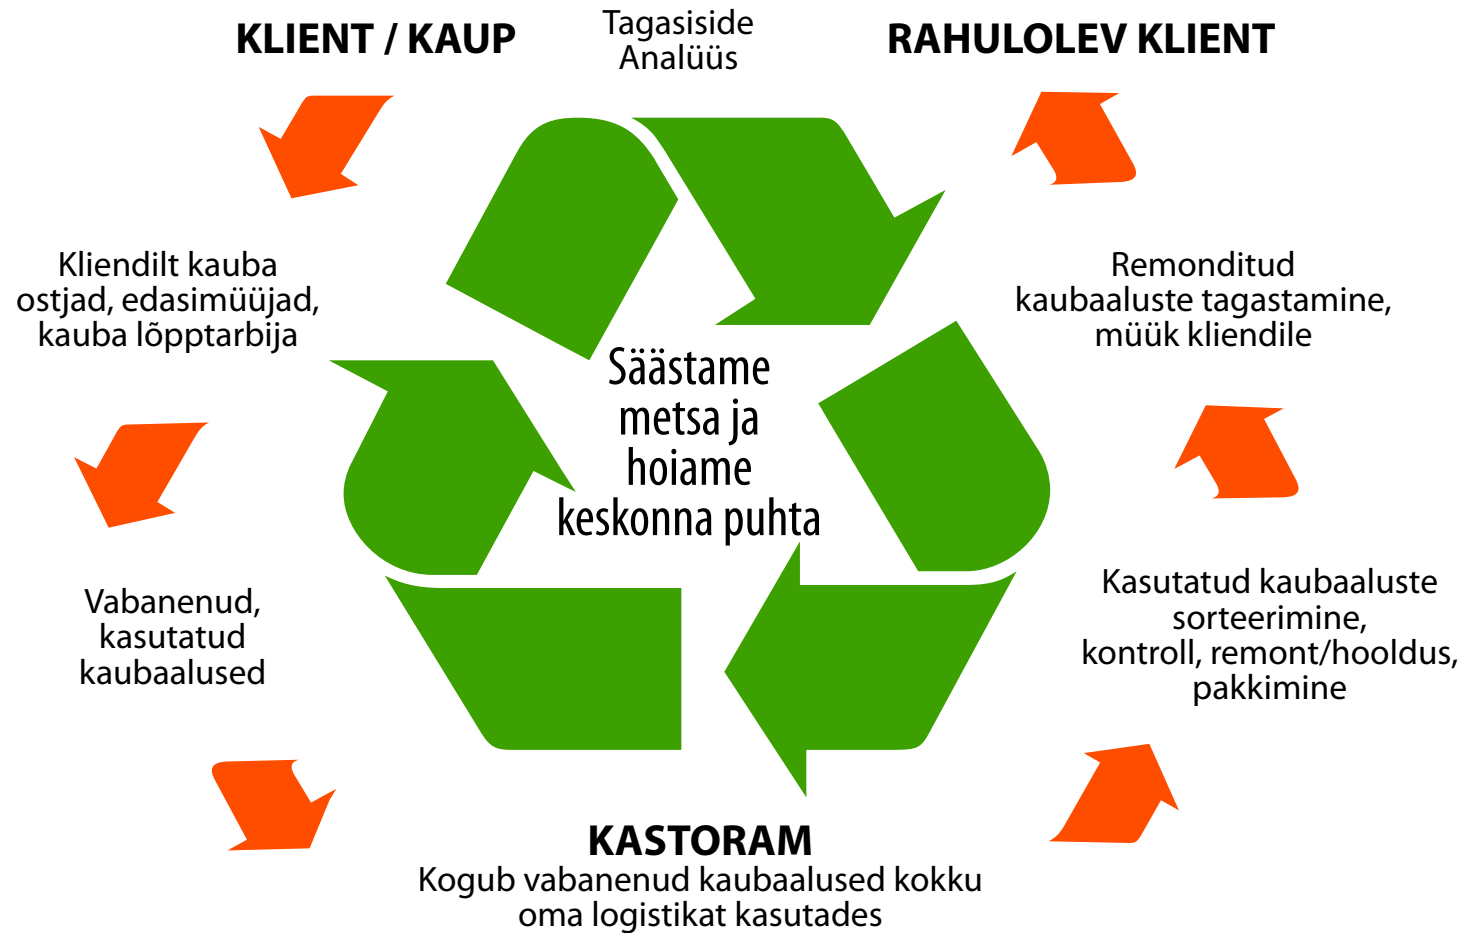 KLIENT / KAUP
Tagasiside
Analüüs
RAHULOLEV KLIENT
Kliendilt kauba
ostjad, edasimüüjad,
kauba lõpptarbija
Remonditud
kaubaaluste tagastamine,
müük kliendile
Säästame
metsa ja
hoiame
keskonna puhta
Vabanenud,
kasutatud
kaubaalused
Kasutatud kaubaaluste
sorteerimine,
kontroll, remont/hooldus,
pakkimine
KASTORAM
Kogub vabanenud kaubaalused kokku
oma logistikat kasutades